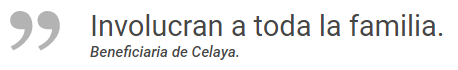 Involucran a toda la familia.
Beneficiaria de Celaya.